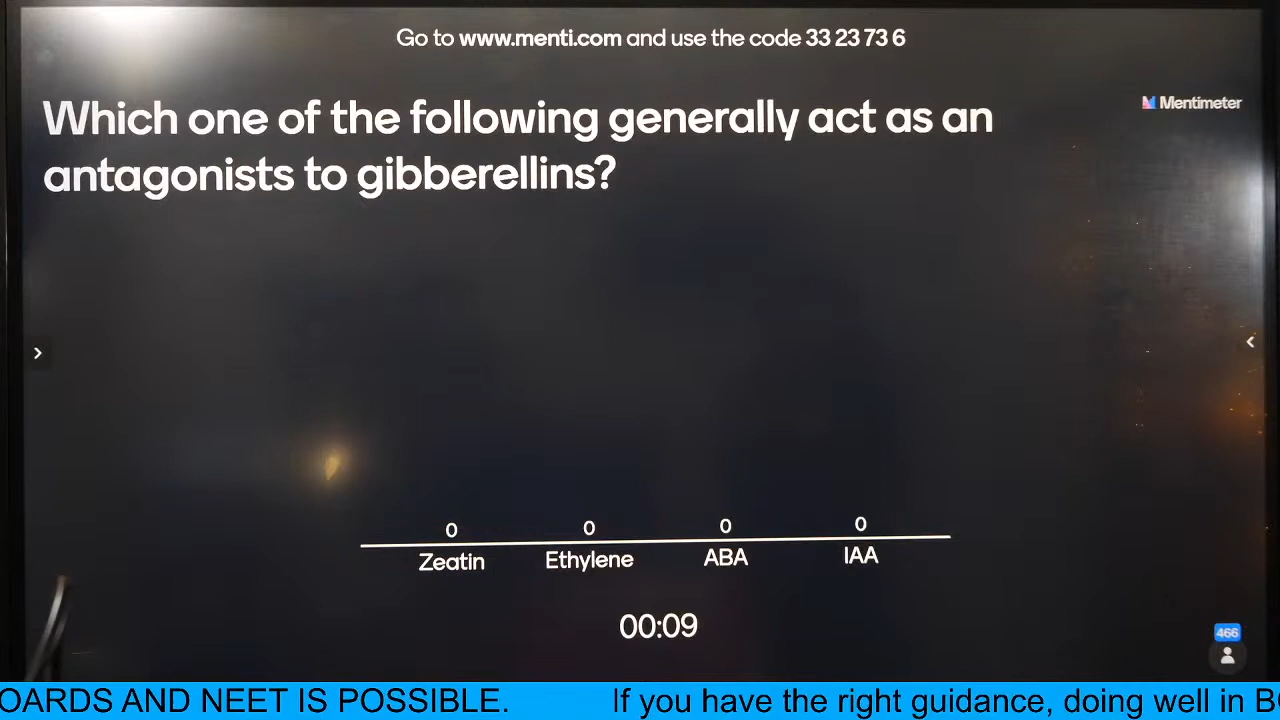 Go to www.menti.com and use the code 33 23 73 6
Mentimeter
Which one of the following generally act as an
antagonists to gibberellins?
0 0 0 0
Zeatin Ethylene ABA IAA
00:09
466
OARDS AND NEET IS POSSIBLE. If you have the right guidance, doing well in B